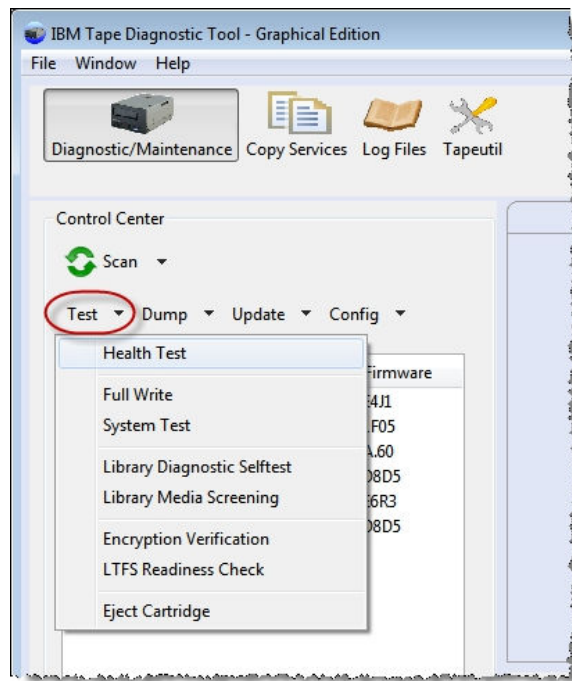 IBM Tape Diagnostic Tool - Graphical Edition
File Window Help
Diagnostic/Maintenance Copy Services Log Files Tapeutil
Control Center
Scan
Test Dump Update Config
Health Test
Firmware
Full Write
System Test
Library Diagnostic Selftest
Library Media Screening
Encryption Verification
LTFS Readiness Check
Eject Cartridge